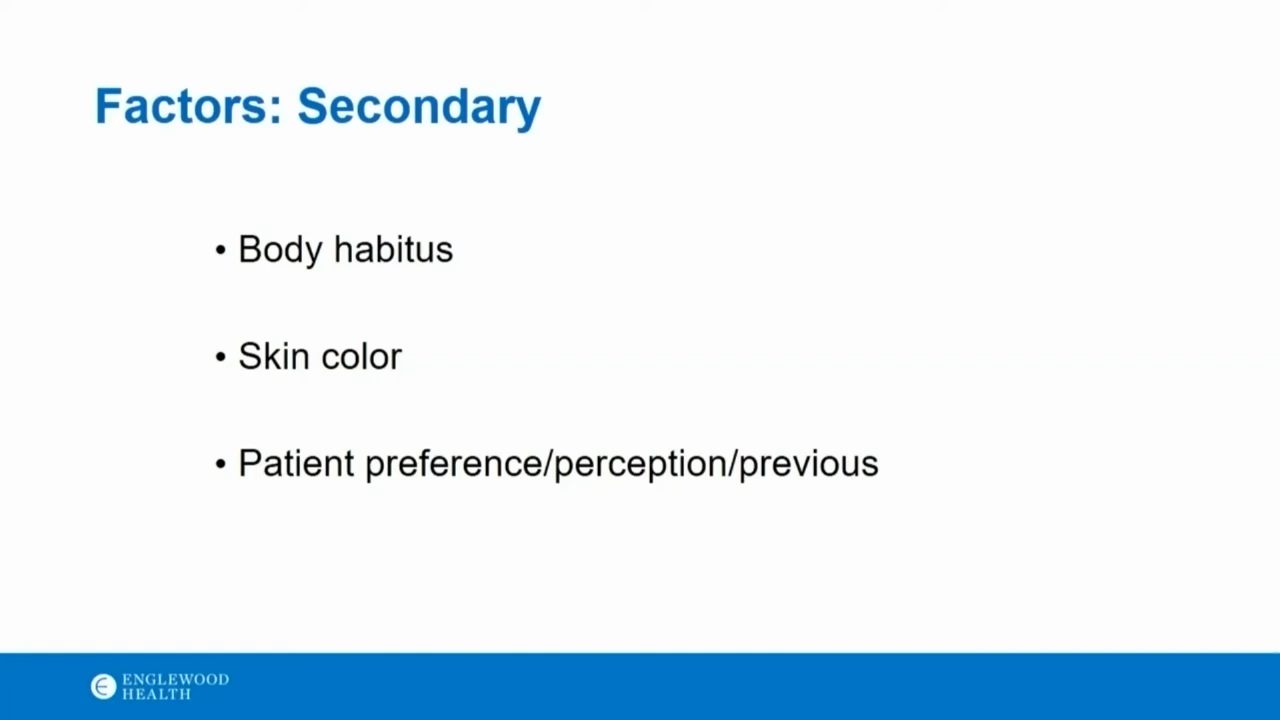 Factors: Secondary
• Body habitus
• Skin color
• Patient preference/perception/previous
ENGLEWOOD
HEALTH